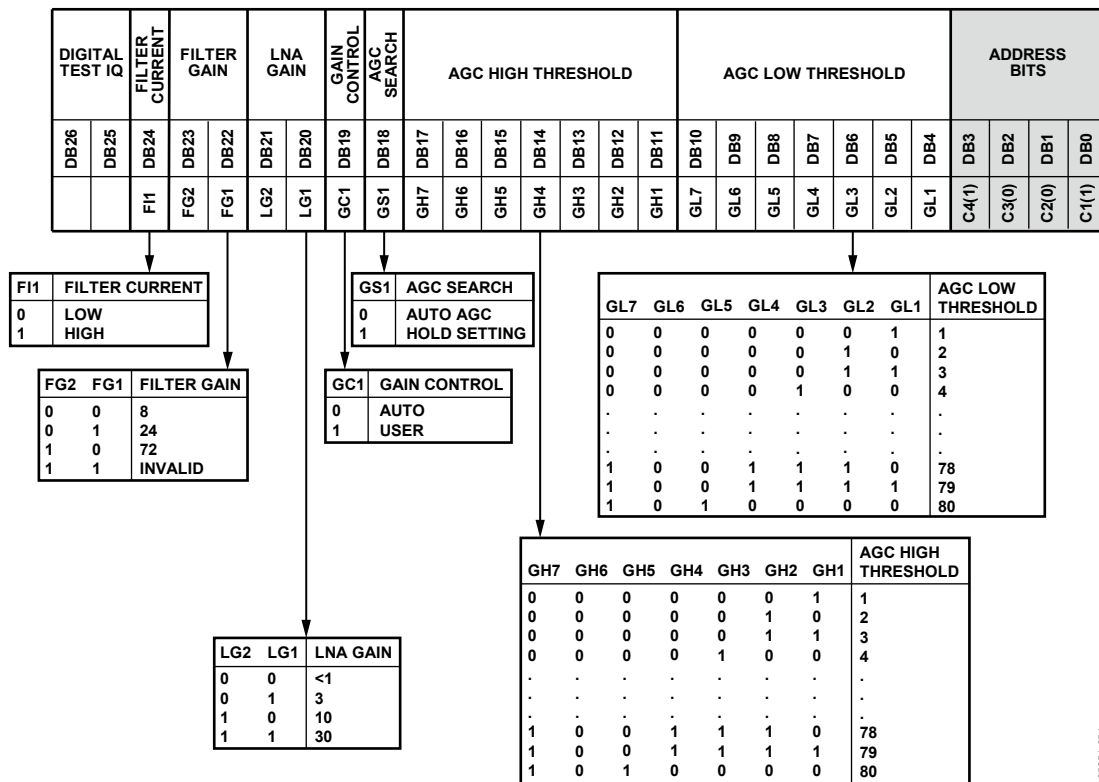 DIGITAL TEST IQ
FILTER CURRENT
FILTER GAIN
LNA GAIN
GAIN CONTROL
AGC SEARCH
AGC HIGH THRESHOLD
AGC LOW THRESHOLD
ADDRESS BITS
DB26 DB25 DB24 DB23 DB22 DB21 DB20 DB19 DB18 DB17 DB16 DB15 DB14 DB13 DB12 DB11 DB10 DB9 DB8 DB7 DB6 DB5 DB4 DB3 DB2 DB1 DB0
FI1 FG2 FG1 LG2 LG1 GC1 GS1 GH7 GH6 GH5 GH4 GH3 GH2 GH1 GL7 GL6 GL5 GL4 GL3 GL2 GL1 C4(1) C3(0) C2(0) C1(1)
FI1 FILTER CURRENT
0 LOW
1 HIGH
GS1 AGC SEARCH
0 AUTO AGC
1 HOLD SETTING
FG2 FG1 FILTER GAIN
0 0 8
0 1 24
1 0 72
1 1 INVALID
GC1 GAIN CONTROL
0 AUTO
1 USER
GL7 GL6 GL5 GL4 GL3 GL2 GL1 AGC LOW THRESHOLD
0 0 0 0 0 0 1 1
0 0 0 0 0 1 0 2
0 0 0 0 0 1 1 3
0 0 0 0 1 0 0 4
. . . . . . . .
. . . . . . . .
. . . . . . . .
1 0 0 1 1 1 0 78
1 0 0 1 1 1 1 79
1 0 1 0 0 0 0 80
GH7 GH6 GH5 GH4 GH3 GH2 GH1 AGC HIGH THRESHOLD
0 0 0 0 0 0 1 1
0 0 0 0 0 1 0 2
0 0 0 0 0 1 1 3
0 0 0 0 1 0 0 4
. . . . . . . .
. . . . . . . .
. . . . . . . .
1 0 0 1 1 1 0 78
1 0 0 1 1 1 1 79
1 0 1 0 0 0 0 80
LG2 LG1 LNA GAIN
0 0 <1
0 1 3
1 0 10
1 1 30